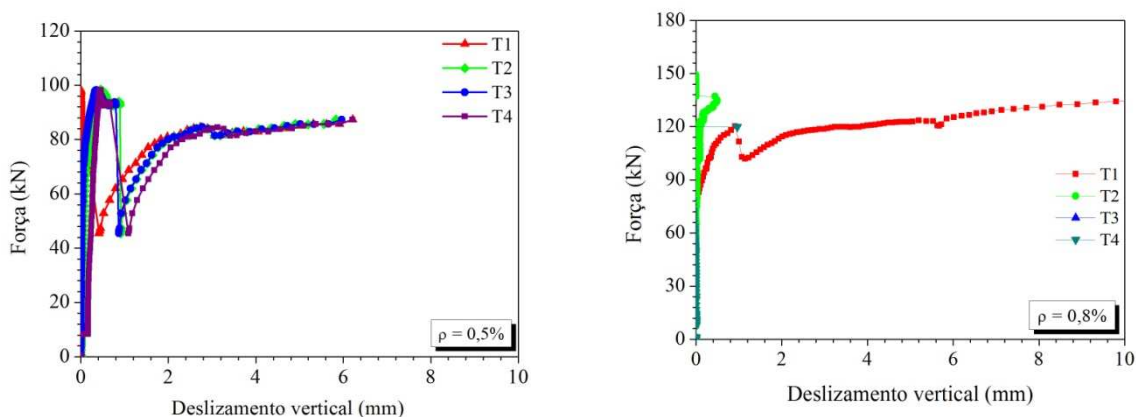 120
100
80
60
40
20
0
Força (kN)
T1
T2
T3
T4
ρ = 0,5%
0 2 4 6 8 10
Deslizamento vertical (mm)
180
150
120
90
60
30
0
Força (kN)
T1
T2
T3
T4
ρ = 0,8%
0 2 4 6 8 10
Deslizamento vertical (mm)